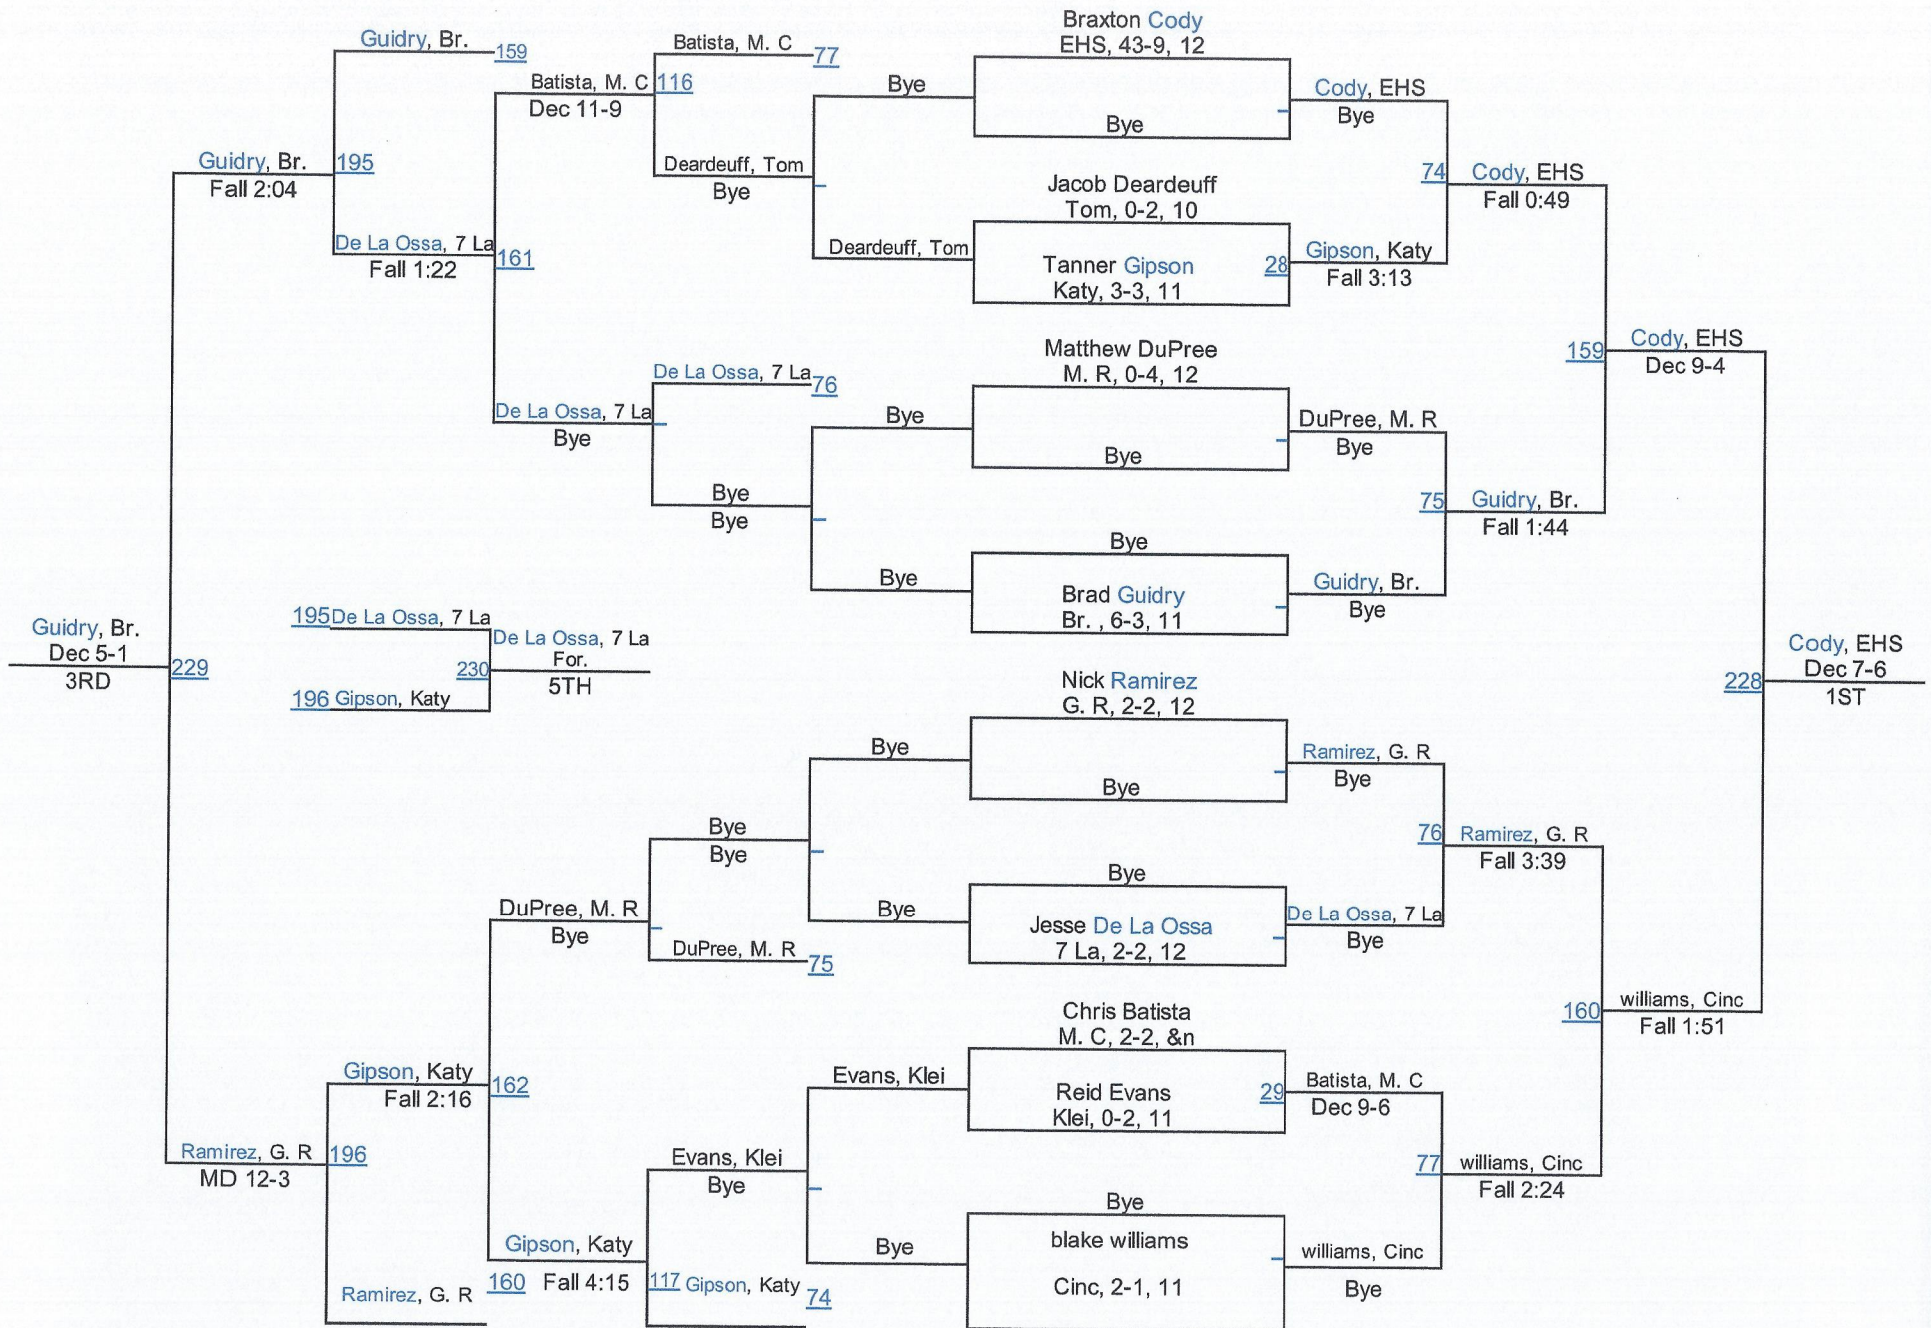 Guidry, Br.
159
Batista, M. C
77
Batista, M. C
116
Dec 11-9
Deardeuff, Tom
Bye
Bye
Deardeuff, Tom
Guidry, Br.
195
Fall 2:04
De La Ossa, 7 La
161
Fall 1:22
De La Ossa, 7 La
76
De La Ossa, 7 La
Bye
Bye
Bye
Bye
Bye
Guidry, Br.
Dec 5-1
229
3RD
195
De La Ossa, 7 La
De La Ossa, 7 La
For.
230
5TH
196
Gipson, Katy
Bye
Bye
Bye
Bye
DuPree, M. R
Bye
DuPree, M. R
75
Gipson, Katy
162
Fall 2:16
Evans, Klei
Evans, Klei
Bye
Bye
Ramirez, G. R
196
MD 12-3
Gipson, Katy
Fall 4:15
117
Gipson, Katy
74
Ramirez, G. R
160
Braxton Cody
EHS, 43-9, 12
Bye
Cody, EHS
Bye
Jacob Deardeuff
Tom, 0-2, 10
Tanner Gipson
Katy, 3-3, 11
28
Gipson, Katy
Fall 3:13
74
Cody, EHS
Fall 0:49
Matthew DuPree
M. R, 0-4, 12
Bye
DuPree, M. R
Bye
Bye
Brad Guidry
Br. , 6-3, 11
Guidry, Br.
Bye
75
Guidry, Br.
Fall 1:44
159
Cody, EHS
Dec 9-4
Nick Ramirez
G. R, 2-2, 12
Bye
Ramirez, G. R
Bye
Bye
Jesse De La Ossa
7 La, 2-2, 12
De La Ossa, 7 La
Bye
76
Ramirez, G. R
Fall 3:39
Chris Batista
M. C, 2-2, &n
Reid Evans
Klei, 0-2, 11
29
Batista, M. C
Dec 9-6
Bye
blake williams
Cinc, 2-1, 11
williams, Cinc
Bye
77
williams, Cinc
Fall 2:24
160
williams, Cinc
Fall 1:51
Cody, EHS
Dec 7-6
228
1ST